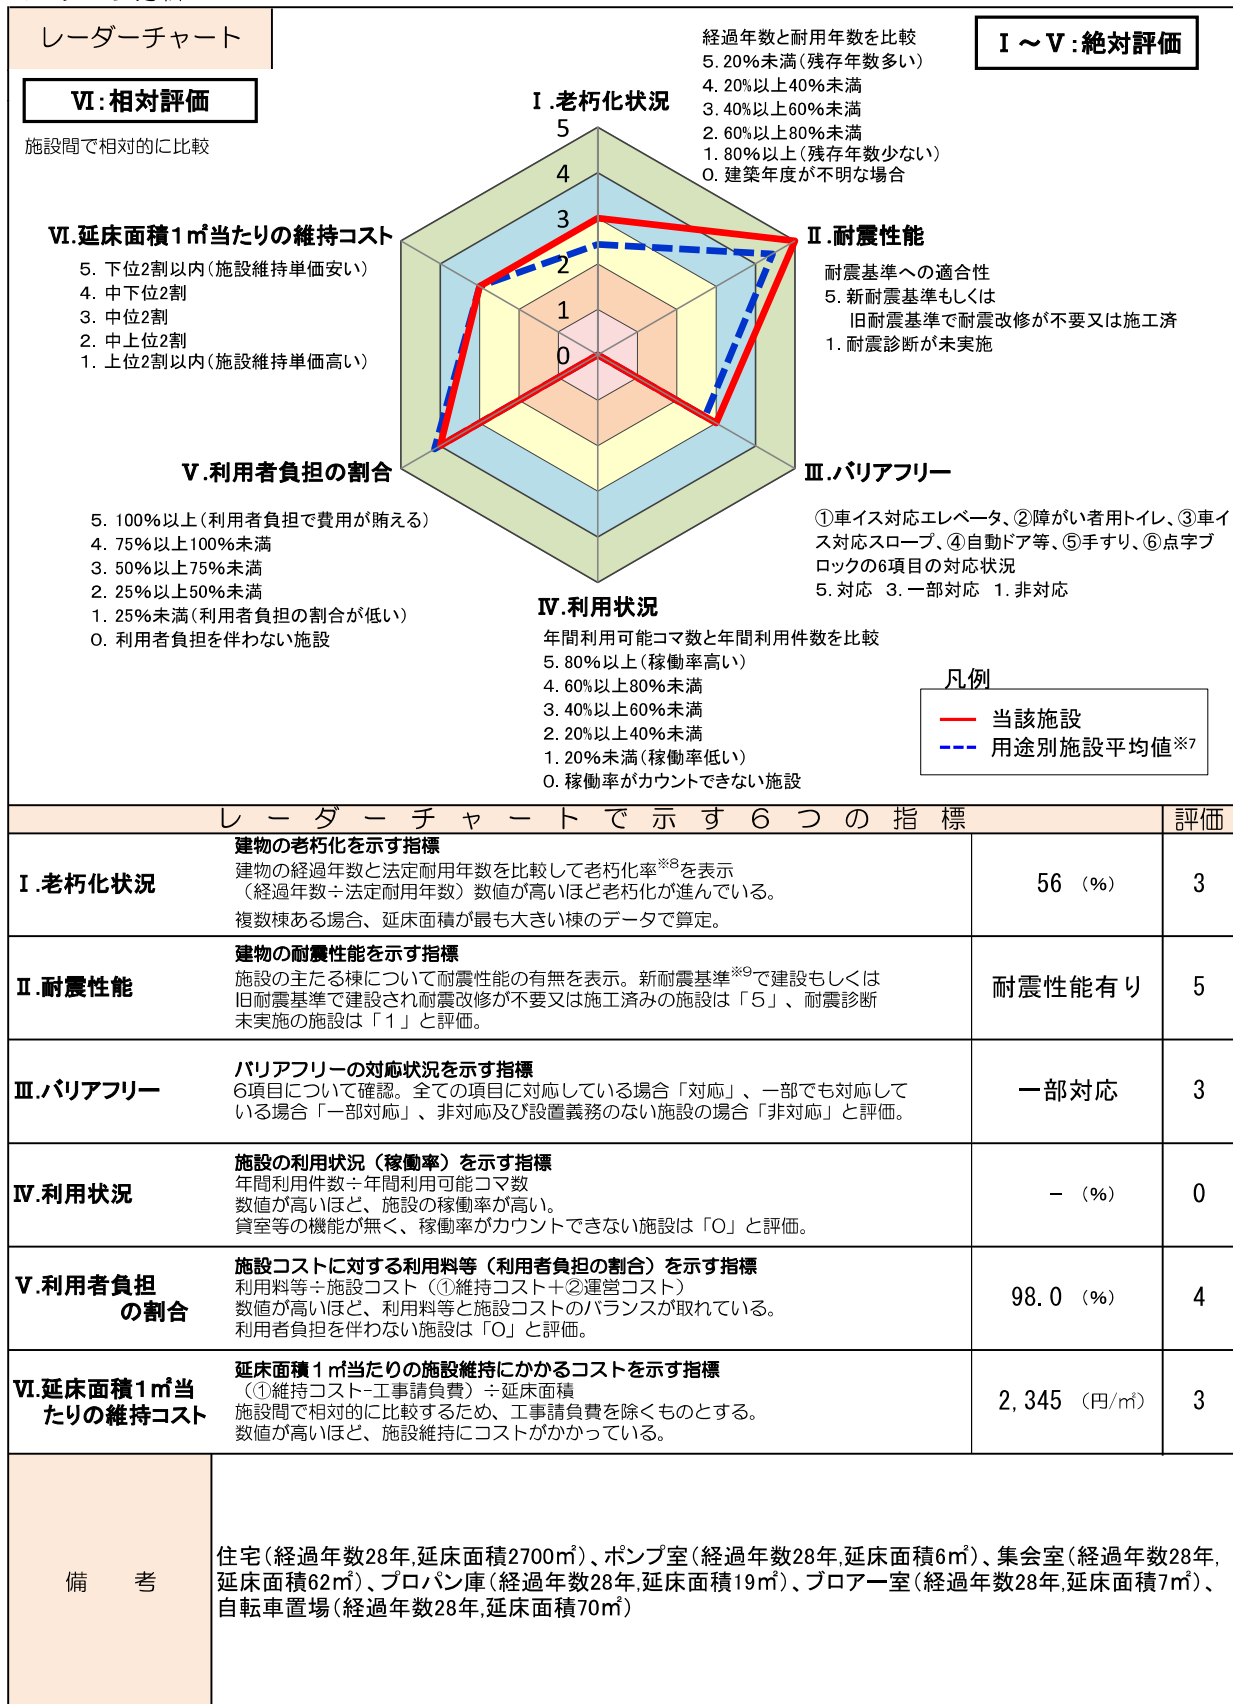 レーダーチャート
Ⅰ～Ⅴ:絶対評価
Ⅵ:相対評価
施設間で相対的に比較
経過年数と耐用年数を比較
5. 20%未満(残存年数多い)
4. 20%以上40%未満
3. 40%以上60%未満
2. 60%以上80%未満
1. 80%以上(残存年数少ない)
0. 建築年度が不明な場合
Ⅰ.老朽化状況
5
4
3
2
1
0
Ⅵ.延床面積1㎡当たりの維持コスト
5. 下位2割以内(施設維持単価安い)
4. 中下位2割
3. 中位2割
2. 中上位2割
1. 上位2割以内(施設維持単価高い)
Ⅱ.耐震性能
耐震基準への適合性
5. 新耐震基準もしくは
旧耐震基準で耐震改修が不要又は施工済
1. 耐震診断が未実施
Ⅴ.利用者負担の割合
5. 100%以上(利用者負担で費用が賄える)
4. 75%以上100%未満
3. 50%以上75%未満
2. 25%以上50%未満
1. 25%未満(利用者負担の割合が低い)
0. 利用者負担を伴わない施設
Ⅲ.バリアフリー
①車イス対応エレベータ、②障がい者用トイレ、③車イ
ス対応スロープ、④自動ドア等、⑤手すり、⑥点字ブ
ロックの6項目の対応状況
5. 対応 3. 一部対応 1. 非対応
Ⅳ.利用状況
年間利用可能コマ数と年間利用件数を比較
5. 80%以上(稼働率高い)
4. 60%以上80%未満
3. 40%以上60%未満
2. 20%以上40%未満
1. 20%未満(稼働率低い)
0. 稼働率がカウントできない施設
凡例
当該施設
用途別施設平均値※7
レーダーチャートで示す6つの指標 評価
Ⅰ.老朽化状況
建物の老朽化を示す指標
建物の経過年数と法定耐用年数を比較して老朽化率※8を表示
（経過年数÷法定耐用年数）数値が高いほど老朽化が進んでいる。
複数棟ある場合、延床面積が最も大きい棟のデータで算定。
56 (%) 3
Ⅱ.耐震性能
建物の耐震性能を示す指標
施設の主たる棟について耐震性能の有無を表示。新耐震基準※9で建設もしくは
旧耐震基準で建設され耐震改修が不要又は施工済みの施設は「5」、耐震診断
未実施の施設は「1」と評価。
耐震性能有り 5
Ⅲ.バリアフリー
バリアフリーの対応状況を示す指標
6項目について確認。全ての項目に対応している場合「対応」、一部でも対応して
いる場合「一部対応」、非対応及び設置義務のない施設の場合「非対応」と評価。
一部対応 3
Ⅳ.利用状況
施設の利用状況（稼働率）を示す指標
年間利用件数÷年間利用可能コマ数
数値が高いほど、施設の稼働率が高い。
貸室等の機能が無く、稼働率がカウントできない施設は「0」と評価。
－ (%) 0
Ⅴ.利用者負担
の割合
施設コストに対する利用料等（利用者負担の割合）を示す指標
利用料等÷施設コスト（①維持コスト＋②運営コスト）
数値が高いほど、利用料等と施設コストのバランスが取れている。
利用者負担を伴わない施設は「0」と評価。
98.0 (%) 4
Ⅵ.延床面積1㎡当
たりの維持コスト
延床面積1㎡当たりの施設維持にかかるコストを示す指標
（①維持コスト-工事請負費）÷延床面積
施設間で相対的に比較するため、工事請負費を除くものとする。
数値が高いほど、施設維持にコストがかかっている。
2,345 (円/㎡) 3
備考
住宅(経過年数28年,延床面積2700㎡)、ポンプ室(経過年数28年,延床面積6㎡)、集会室(経過年数28年,
延床面積62㎡)、プロパン庫(経過年数28年,延床面積19㎡)、ブロアー室(経過年数28年,延床面積7㎡)、
自転車置場(経過年数28年,延床面積70㎡)